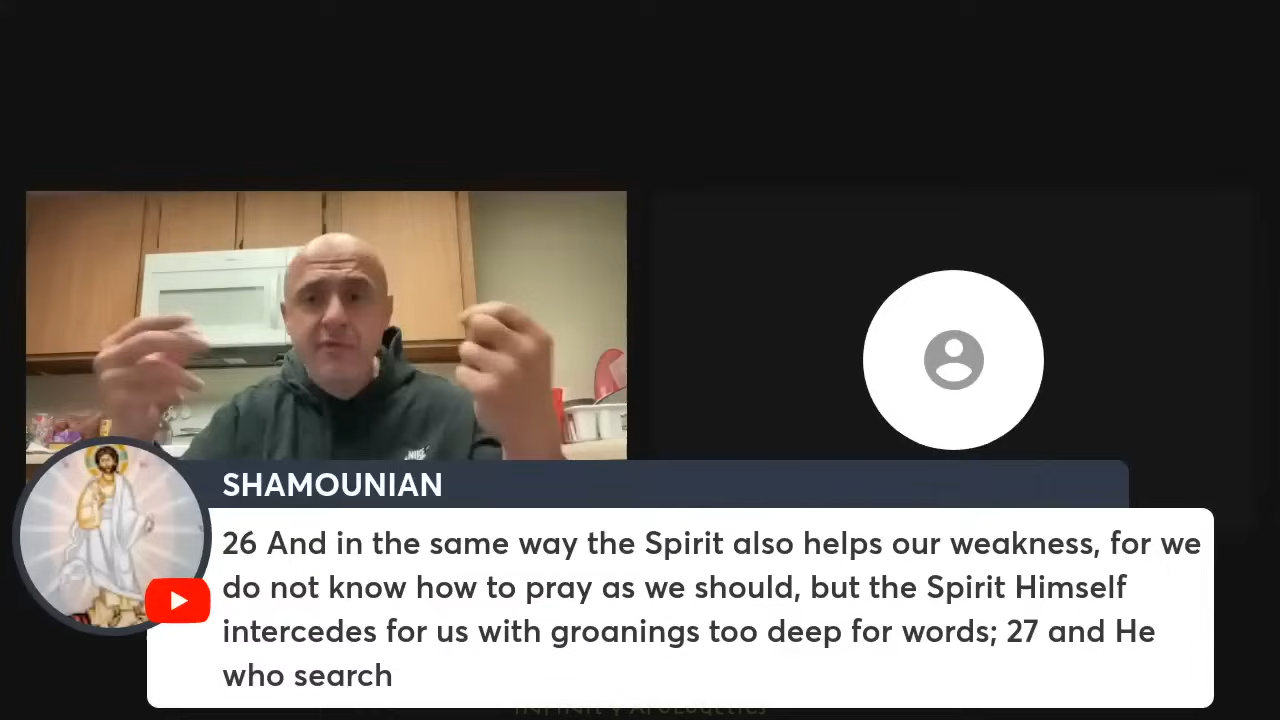 NIKE
SHAMOUNIAN
26 And in the same way the Spirit also helps our weakness, for we
do not know how to pray as we should, but the Spirit Himself
intercedes for us with groanings too deep for words; 27 and He
who search